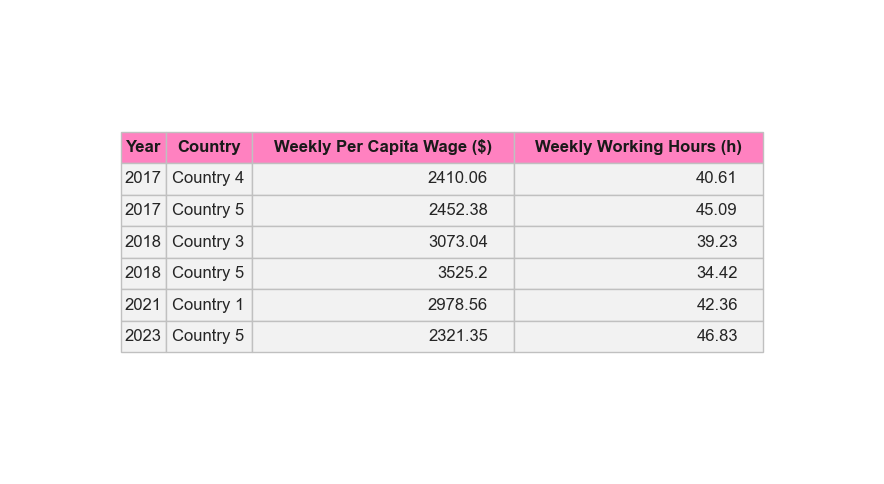 Year Country Weekly Per Capita Wage ($) Weekly Working Hours (h)
2017 Country 4 2410.06 40.61
2017 Country 5 2452.38 45.09
2018 Country 3 3073.04 39.23
2018 Country 5 3525.2 34.42
2021 Country 1 2978.56 42.36
2023 Country 5 2321.35 46.83